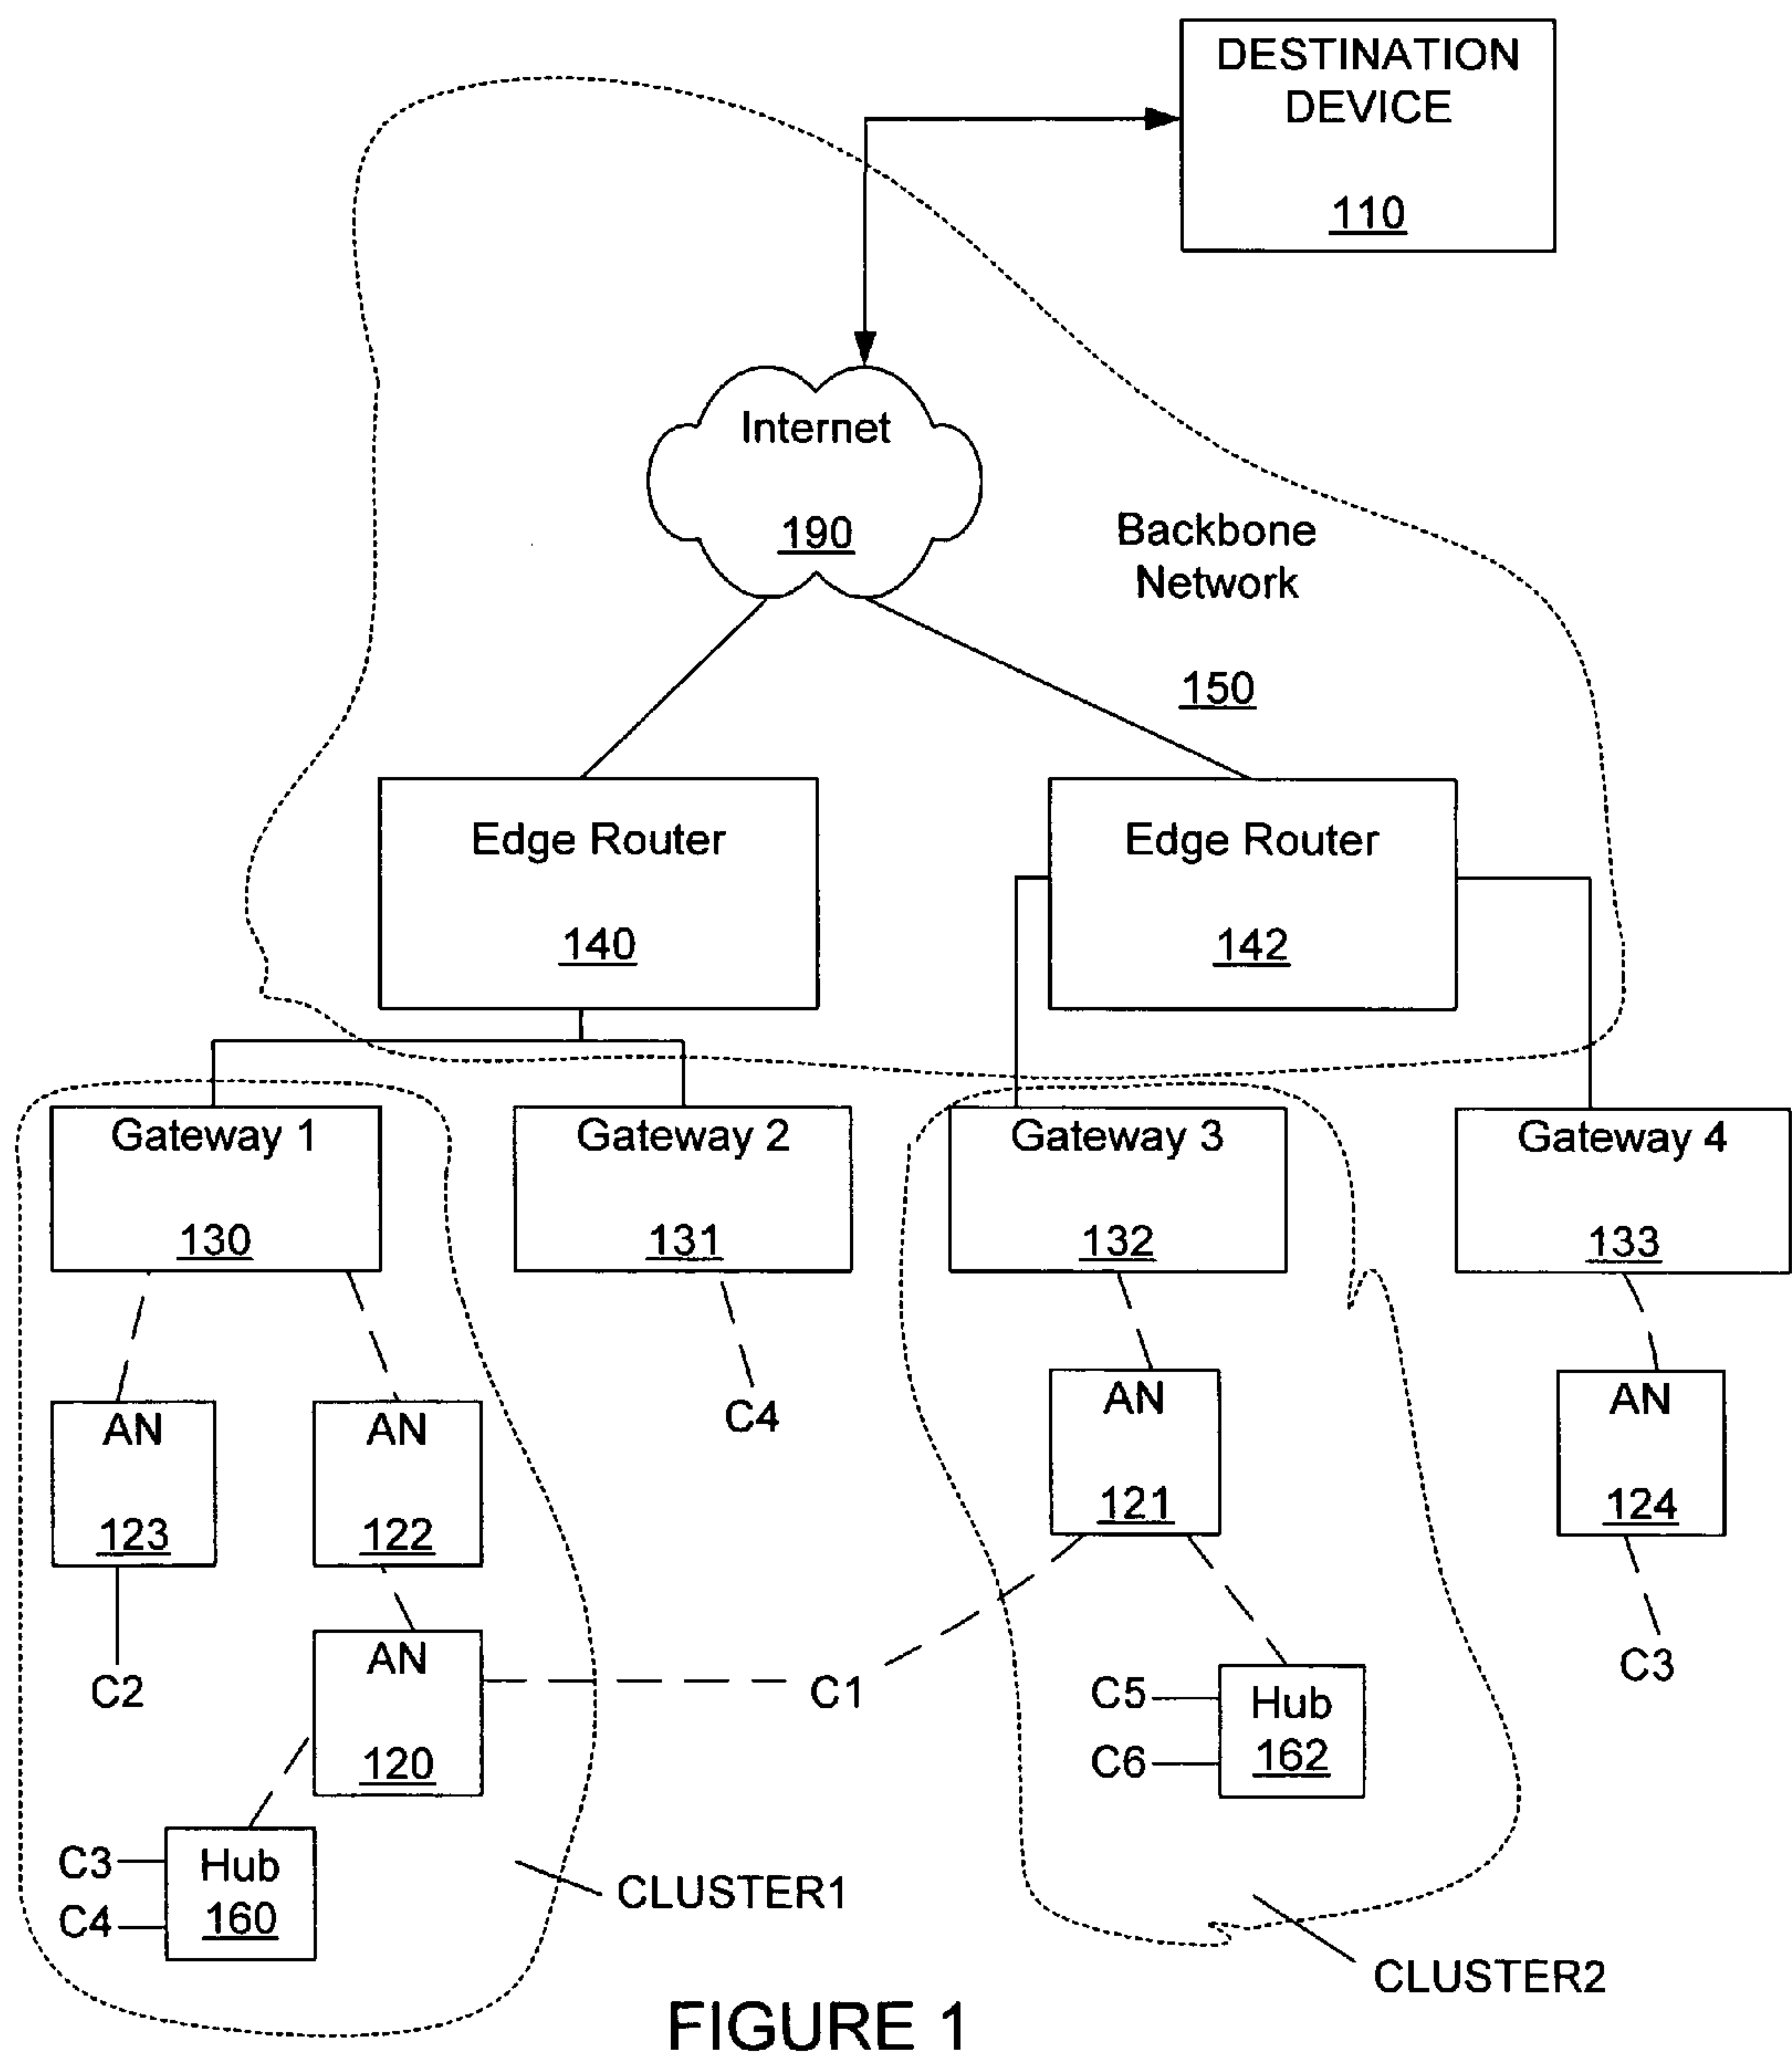 DESTINATION
DEVICE
110
Internet
190
Backbone
Network
150
Edge Router
140
Edge Router
142
Gateway 1
130
Gateway 2
131
Gateway 3
132
Gateway 4
133
AN
123
AN
122
C4
AN
121
AN
124
C2
AN
120
C1
C5
C6
Hub
162
C3
C3
C4
Hub
160
CLUSTER1
CLUSTER2
FIGURE 1